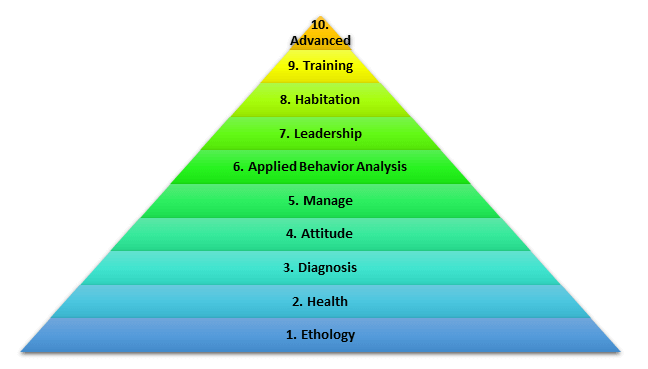 10.
Advanced
9. Training
8. Habitation
7. Leadership
6. Applied Behavior Analysis
5. Manage
4. Attitude
3. Diagnosis
2. Health
1. Ethology